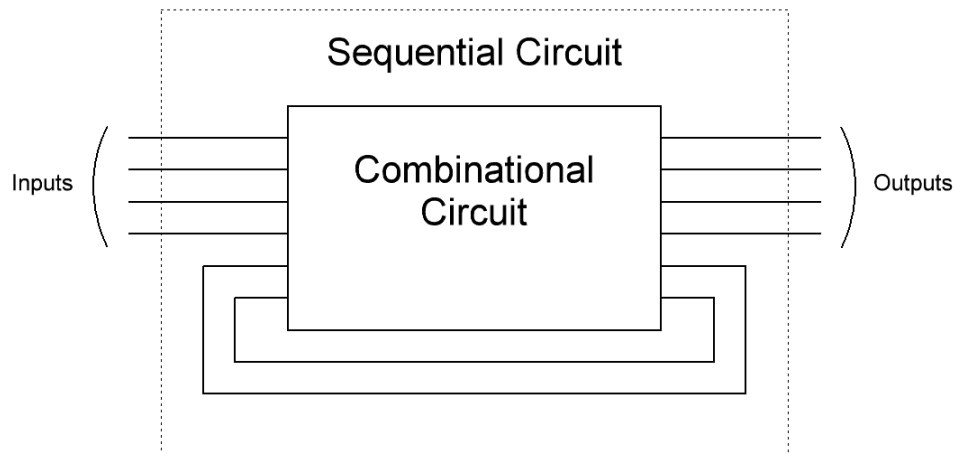 Sequential Circuit
Combinational
Circuit
Inputs
Outputs